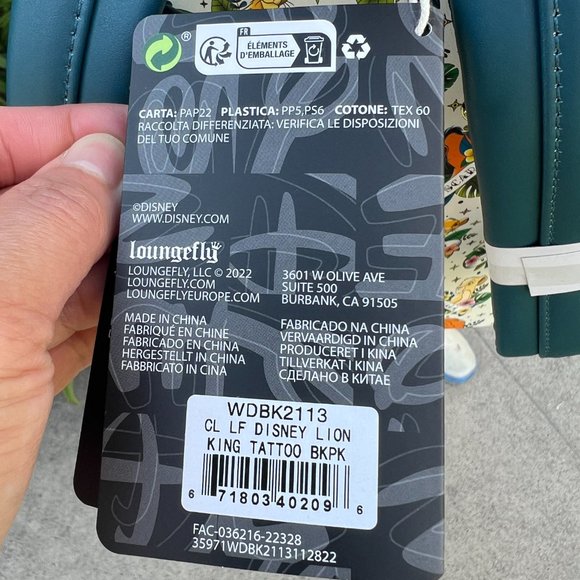 FR
ÉLÉMENTS
D'EMBALLAGE
CARTA: PAP22 PLASTICA: PP5,PS6 COTONE: TEX 60
RACCOLTA DIFFERENZIATA: VERIFICA LE DISPOSIZIONI
DEL TUO COMUNE
©DISNEY
WWW.DISNEY.COM
loungefly
LOUNGEFLY, LLC © 2022
LOUNGEFLY.COM
LOUNGEFLYEUROPE.COM
3601 W OLIVE AVE
SUITE 500
BURBANK, CA 91505
MADE IN CHINA
FABRIQUÉ EN CHINE
FABRICADO EN CHINA
HERGESTELLT IN CHINA
FABBRICATO IN CINA
FABRICADO NA CHINA
VERVAARDIGD IN CHINA
PRODUCERET I KINA
TILLVERKAT I KINA
СДЕЛАНО В КИТАЕ
WDBK2113
CL LF DISNEY LION
KING TATTOO BKPK
6 71803 40209 6
FAC-036216-22328
35971WDBK2113112822